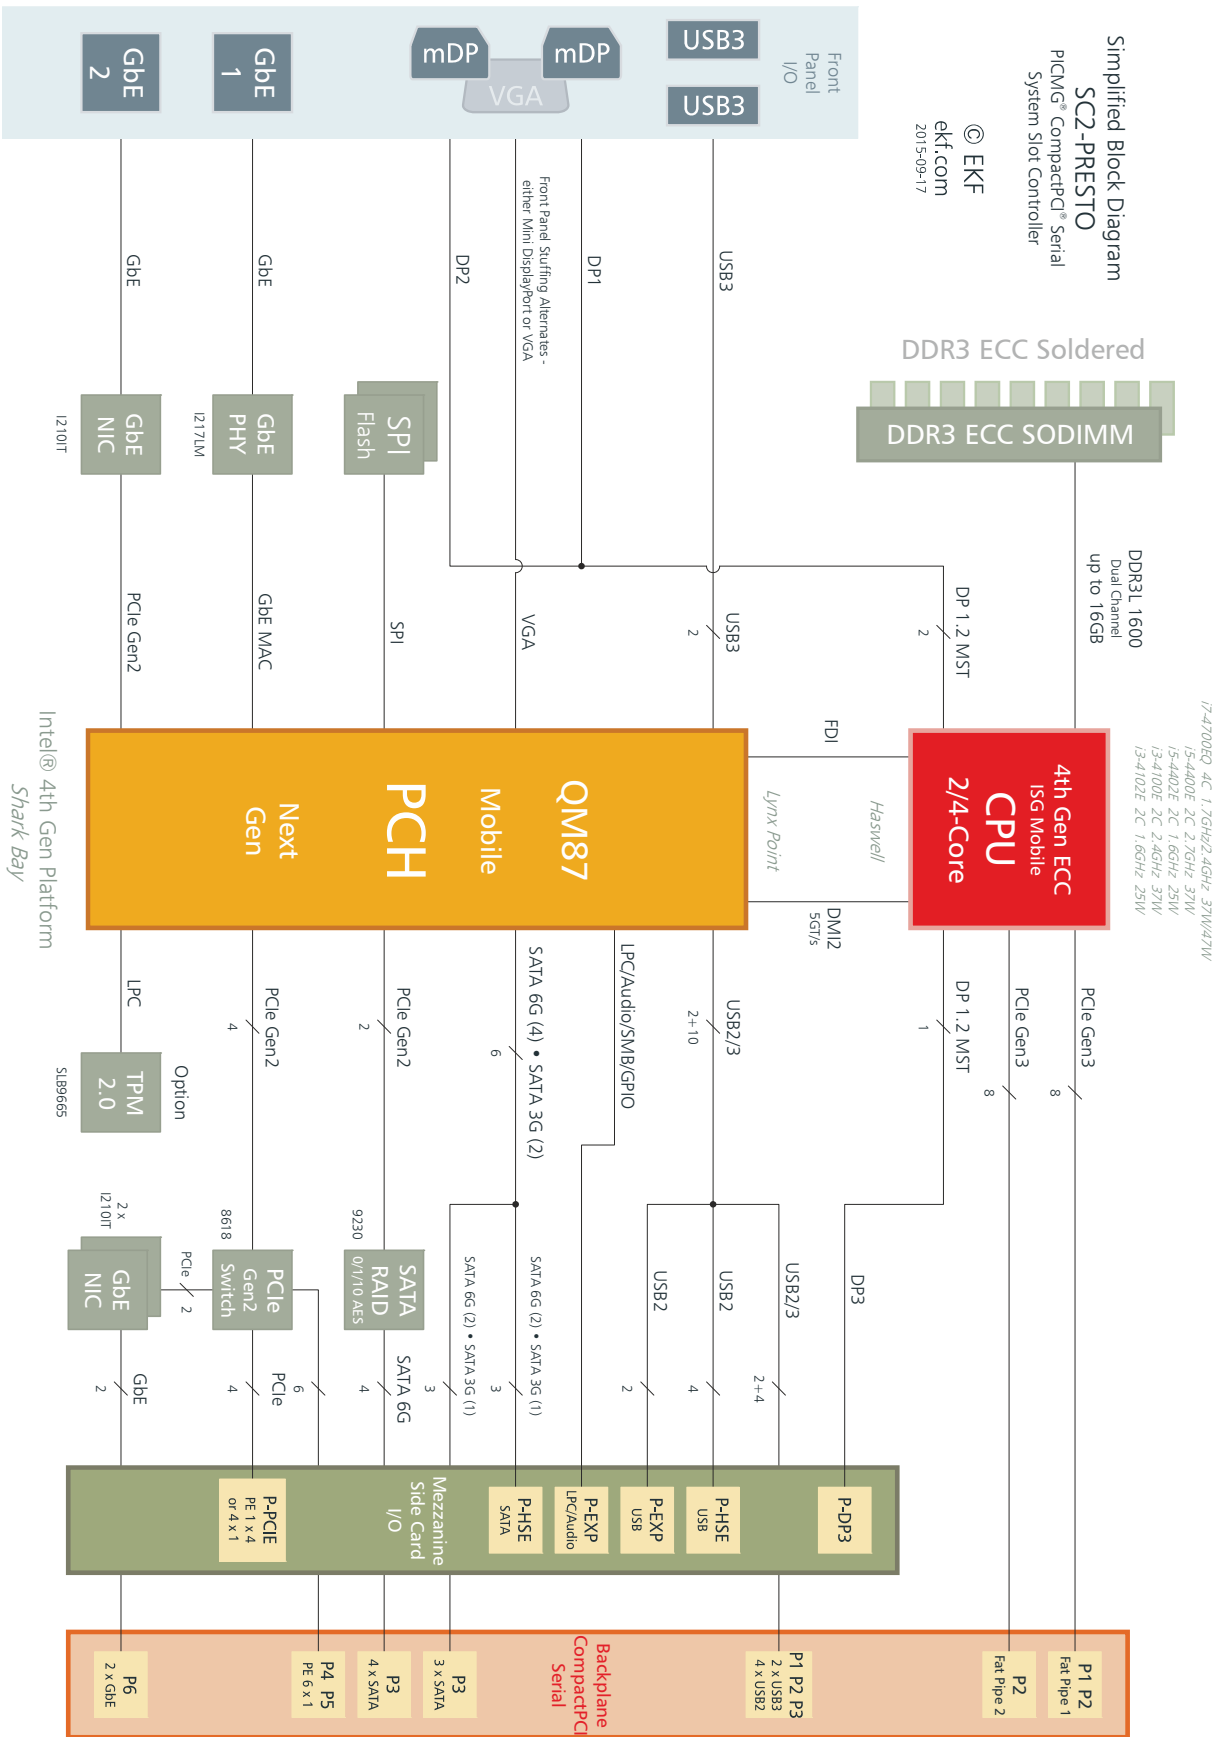 Simplified Block Diagram
SC2-PRESTO
PICMG® CompactPCI® Serial
System Slot Controller
© EKF
ekf.com
2015-09-17
Front
Panel
I/O
USB3
USB3
mDP
mDP
VGA
GbE
1
GbE
2
USB3
DP1
Front Panel Stuffing Alternates -
either Mini DisplayPort or VGA
DP2
GbE
GbE
DDR3 ECC Soldered
DDR3 ECC SODIMM
SPI
Flash
GbE
PHY
I217LM
GbE
NIC
I210IT
DDR3L 1600
Dual Channel
up to 16GB
DP 1.2 MST
2
USB3
2
VGA
SPI
GbE MAC
PCIe Gen2
i7-4700EQ 4C 1.7GHz/2.4GHz 37W/47W
i5-4400E 2C 2.7GHz 37W
i5-4402E 2C 1.6GHz 25W
i3-4100E 2C 2.4GHz 37W
i3-4102E 2C 1.6GHz 25W
4th Gen ECC
ISG Mobile
CPU
2/4-Core
Haswell
FDI
DMI2
5GT/s
Lynx Point
QM87
Mobile
PCH
Next
Gen
Intel® 4th Gen Platform
Shark Bay
PCIe Gen3
8
PCIe Gen3
8
DP 1.2 MST
1
USB2/3
2+10
LPC/Audio/SMB/GPIO
SATA 6G (4) • SATA 3G (2)
6
PCIe Gen2
2
PCIe Gen2
4
LPC
Option
TPM
2.0
SLB9665
DP3
USB2/3
2+4
USB2
4
USB2
2
SATA 6G (2) • SATA 3G (1)
3
SATA 6G (2) • SATA 3G (1)
3
9230
SATA
RAID
0/1/10 AES
SATA 6G
4
8618
PCIe
Gen2
Switch
6
PCIe
4
PCIe
2
2 x
I210IT
GbE
NIC
GbE
2
Mezzanine
Side Card
I/O
P-DP3
P-HSE
USB
P-EXP
USB
P-EXP
LPC/Audio
P-HSE
SATA
P-PCIE
PE 1 x 4
or 4 x 1
Backplane
CompactPCI
Serial
P1 P2
Fat Pipe 1
P2
Fat Pipe 2
P1 P2 P3
2 x USB3
4 x USB2
P3
3 x SATA
P3
4 x SATA
P4 P5
PE 6 x 1
P6
2 x GbE